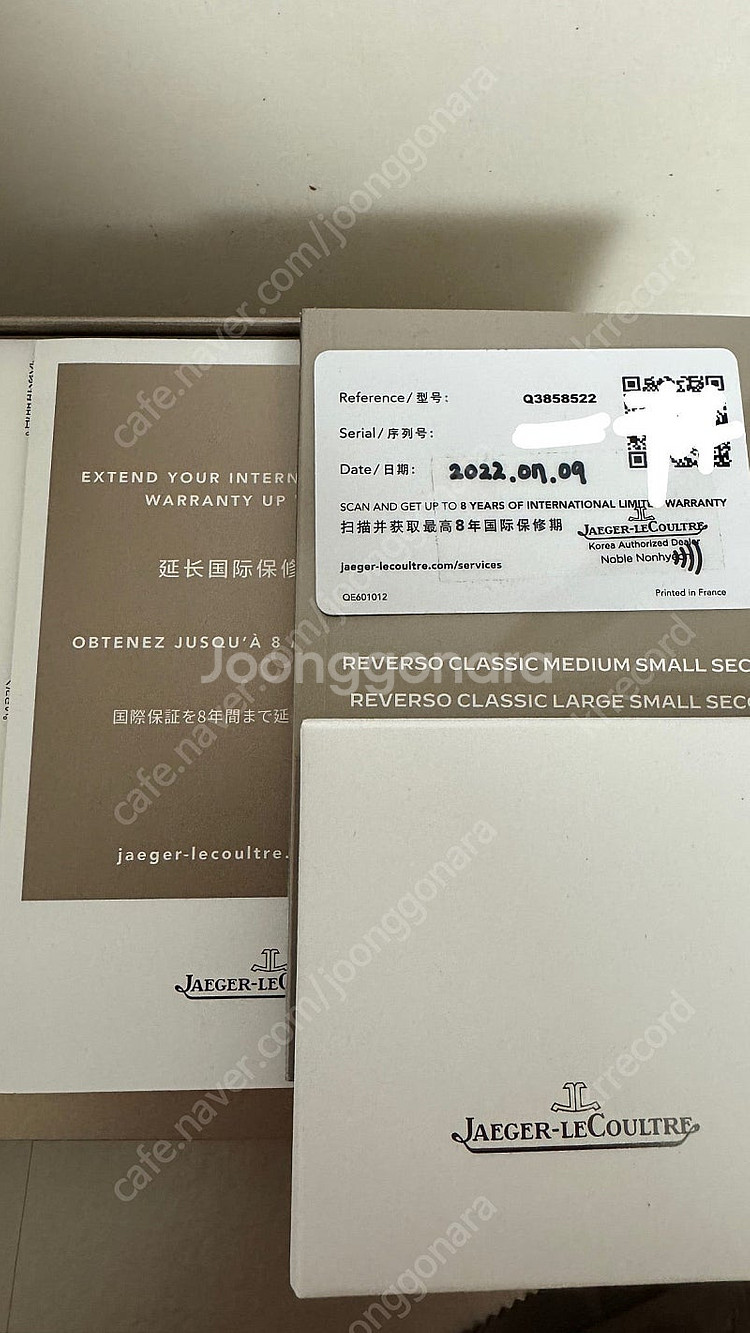 EXTEND YOUR INTERN
WARRANTY UP
延长国际保修
OBTENEZ JUSQU'À 8
国際保証を8年間まで延
jaeger-lecoultre.
JAEGER-LEC
Reference/型号:
Q3858522
Serial/序列号:
Date/日期:
2022.07.09
SCAN AND GET UP TO 8 YEARS OF INTERNATIONAL LIMITED WARRANTY
扫描并获取最高8年国际保修期
JAEGER-LECOULTRE
Korea Authorized Dealer
Noble Nonhy
jaeger-lecoultre.com/services
QE601012
Printed in France
REVERSO CLASSIC MEDIUM SMALL SEC
REVERSO CLASSIC LARGE SMALL SEC
JAEGER-LECOULTRE
Joonggonara
cafe.naver.com/joonggonara
krrecord